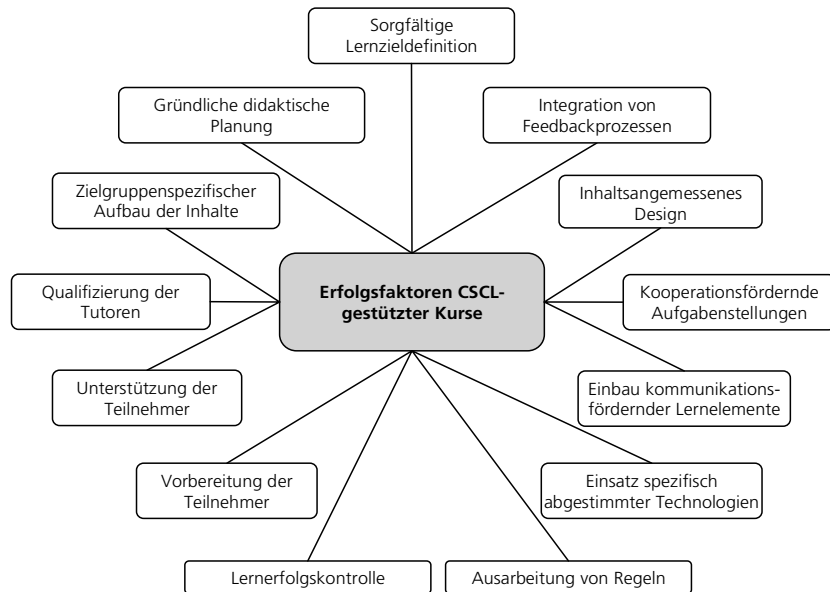 Sorgfältige
Lernzieldefinition
Gründliche didaktische
Planung
Integration von
Feedbackprozessen
Zielgruppenspezifischer
Aufbau der Inhalte
Inhaltsangemessenes
Design
Erfolgsfaktoren CSCL-
gestützter Kurse
Qualifizierung der
Tutoren
Kooperationsfördernde
Aufgabenstellungen
Unterstützung der
Teilnehmer
Einbau kommunikations-
fördernder Lernelemente
Vorbereitung der
Teilnehmer
Einsatz spezifisch
abgestimmter Technologien
Lernerfolgskontrolle
Ausarbeitung von Regeln